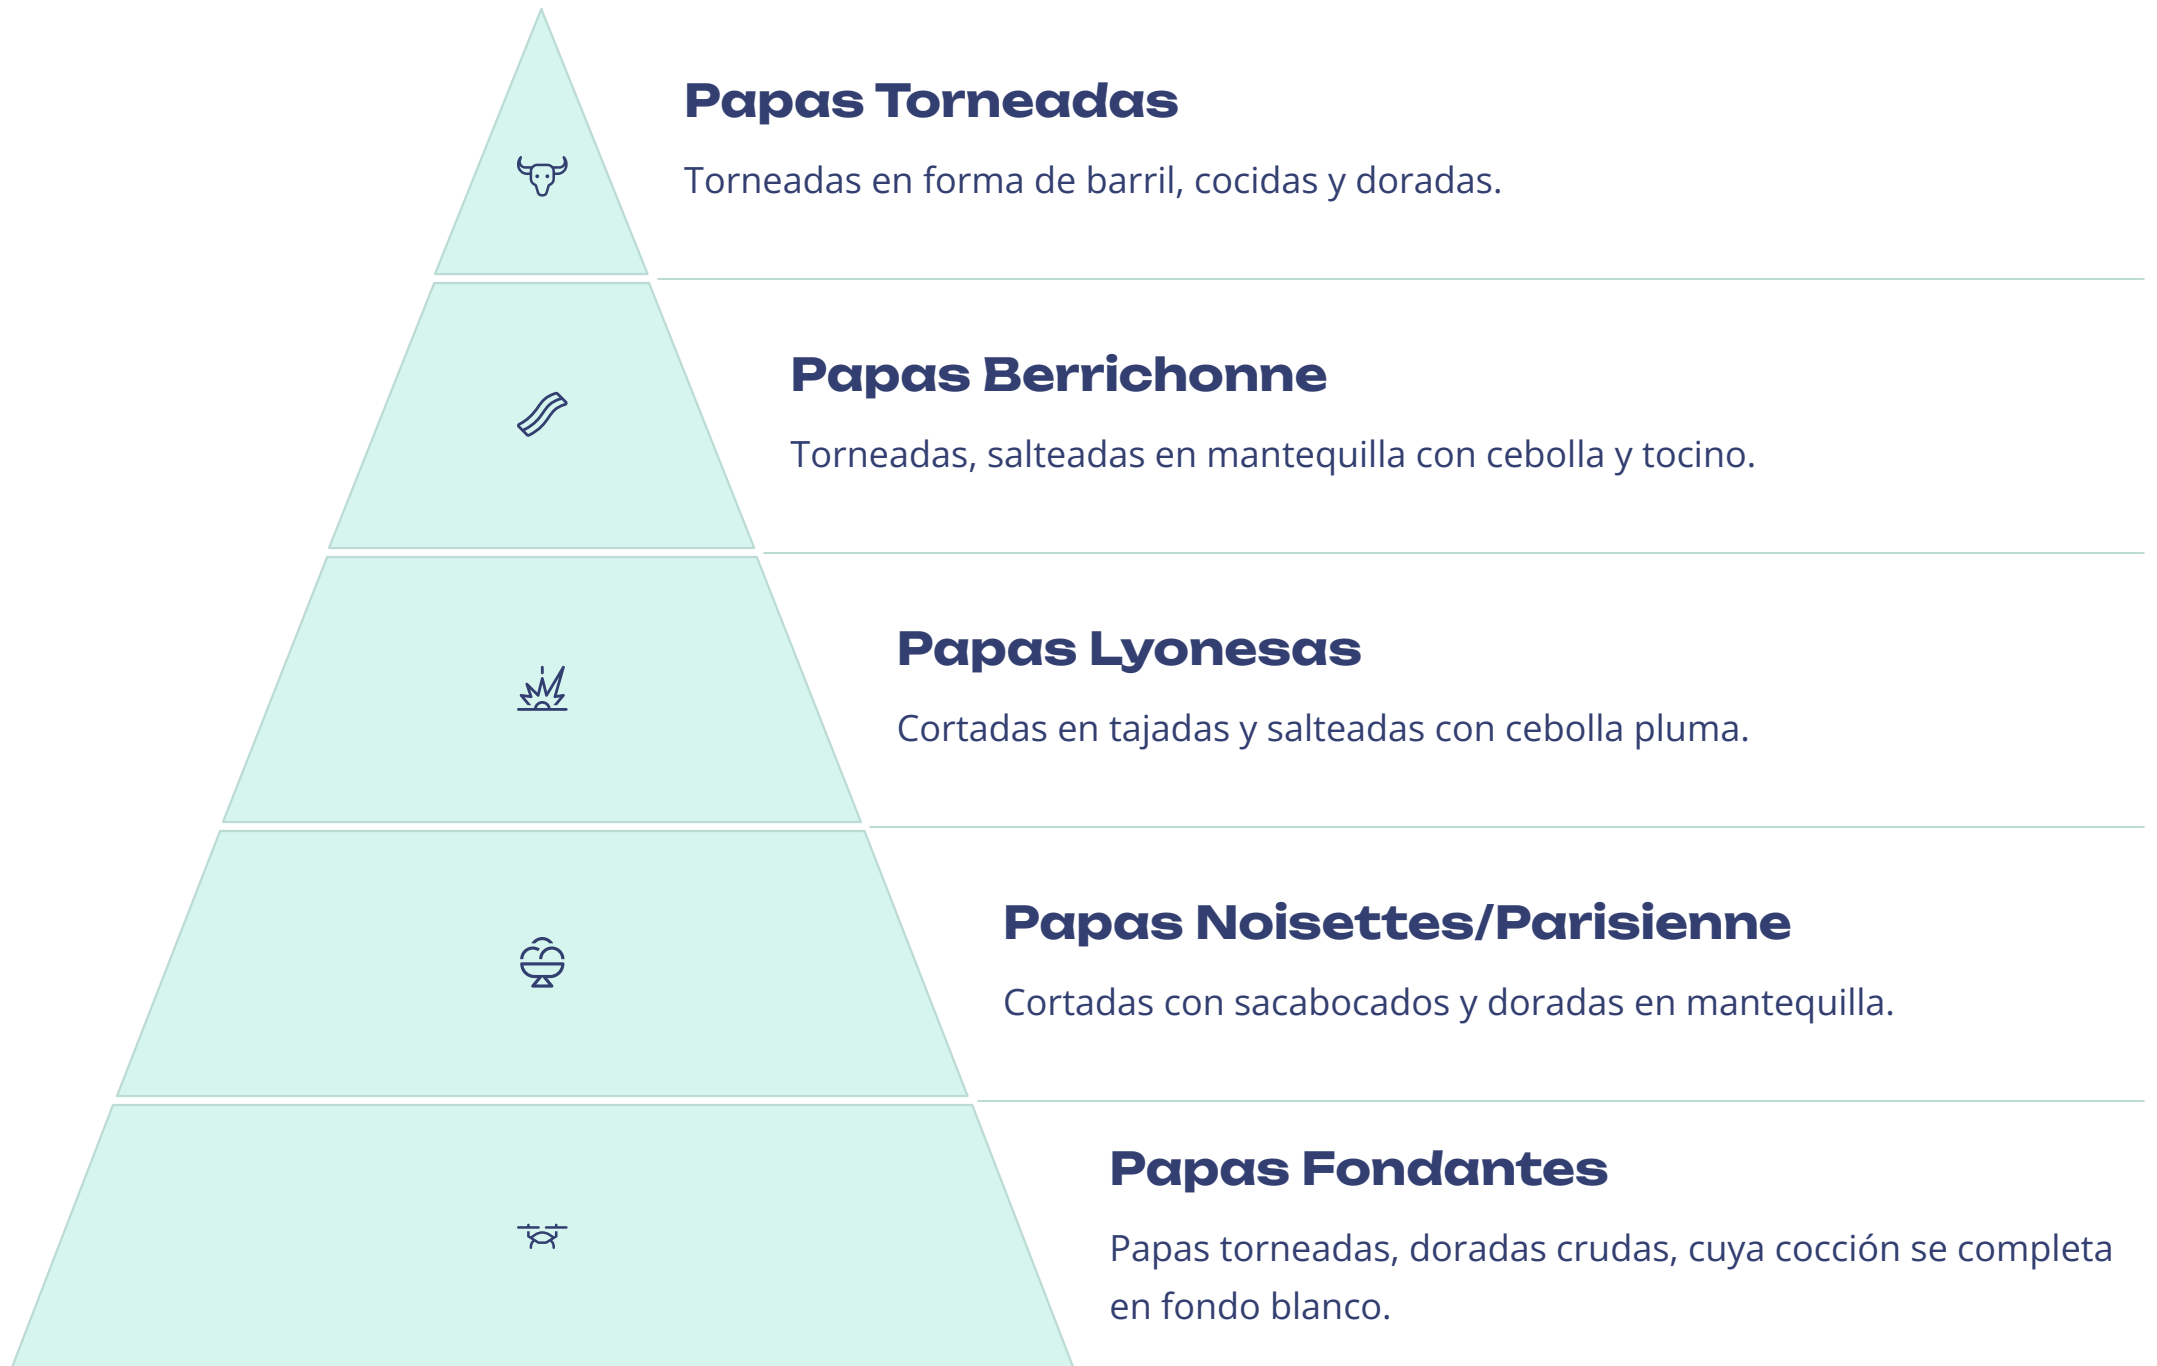 Papas Torneadas
Torneadas en forma de barril, cocidas y doradas.
Papas Berrichonne
Torneadas, salteadas en mantequilla con cebolla y tocino.
Papas Lyonesas
Cortadas en tajadas y salteadas con cebolla pluma.
Papas Noisettes/Parisienne
Cortadas con sacabocados y doradas en mantequilla.
Papas Fondantes
Papas torneadas, doradas crudas, cuya cocción se completa
en fondo blanco.